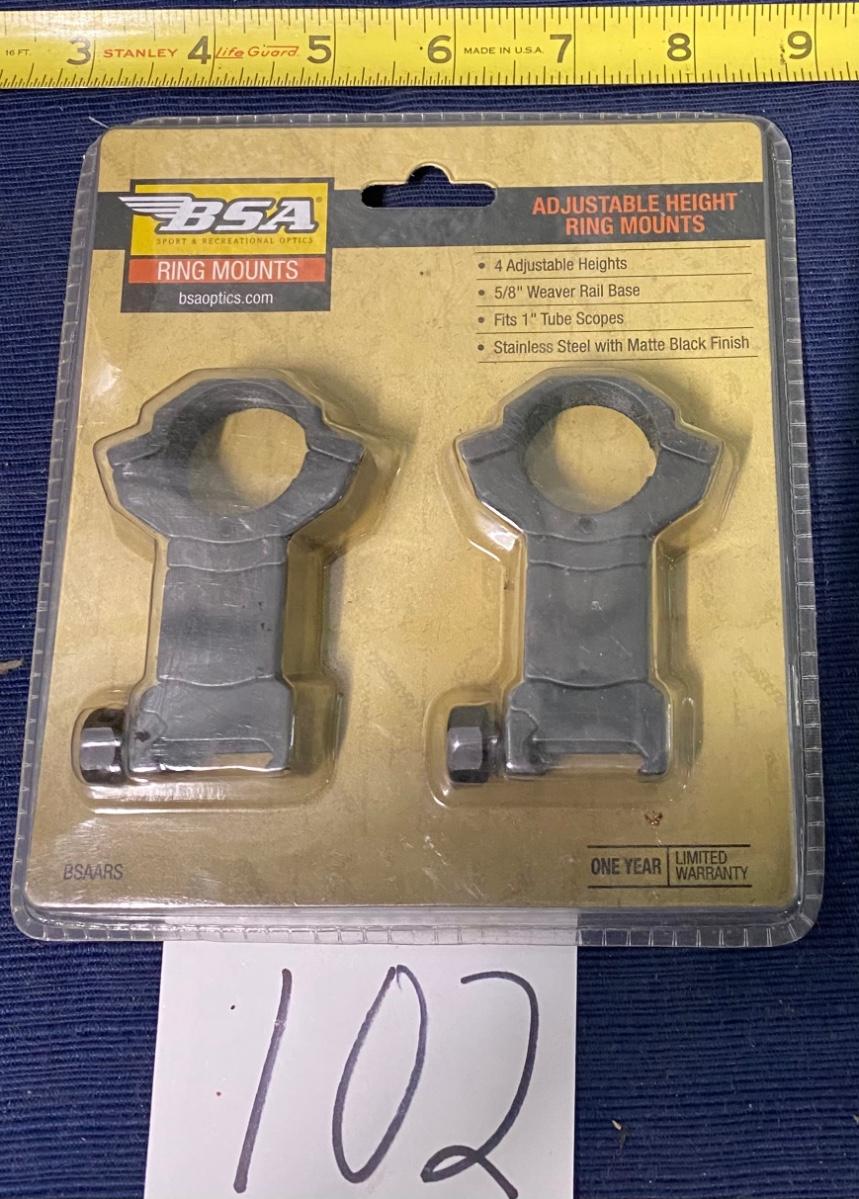 16 FT. 3 STANLEY 4 Life Guard 5 6 MADE IN U.S.A. 7 8 9
BSA®
SPORT & RECREATIONAL OPTICS
RING MOUNTS
bsaoptics.com
ADJUSTABLE HEIGHT
RING MOUNTS
• 4 Adjustable Heights
• 5/8" Weaver Rail Base
• Fits 1" Tube Scopes
• Stainless Steel with Matte Black Finish
BSAARS
ONE YEAR
LIMITED
WARRANTY
102